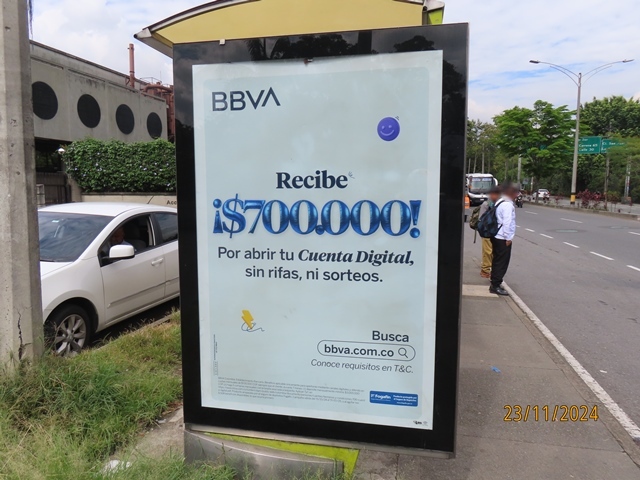 BBVA
Recibe
¡$700.000!
Por abrir tu Cuenta Digital,
sin rifas, ni sorteos.
Busca
bbva.com.co
Conoce requisitos en T&C.
Fogafín
23/11/2024